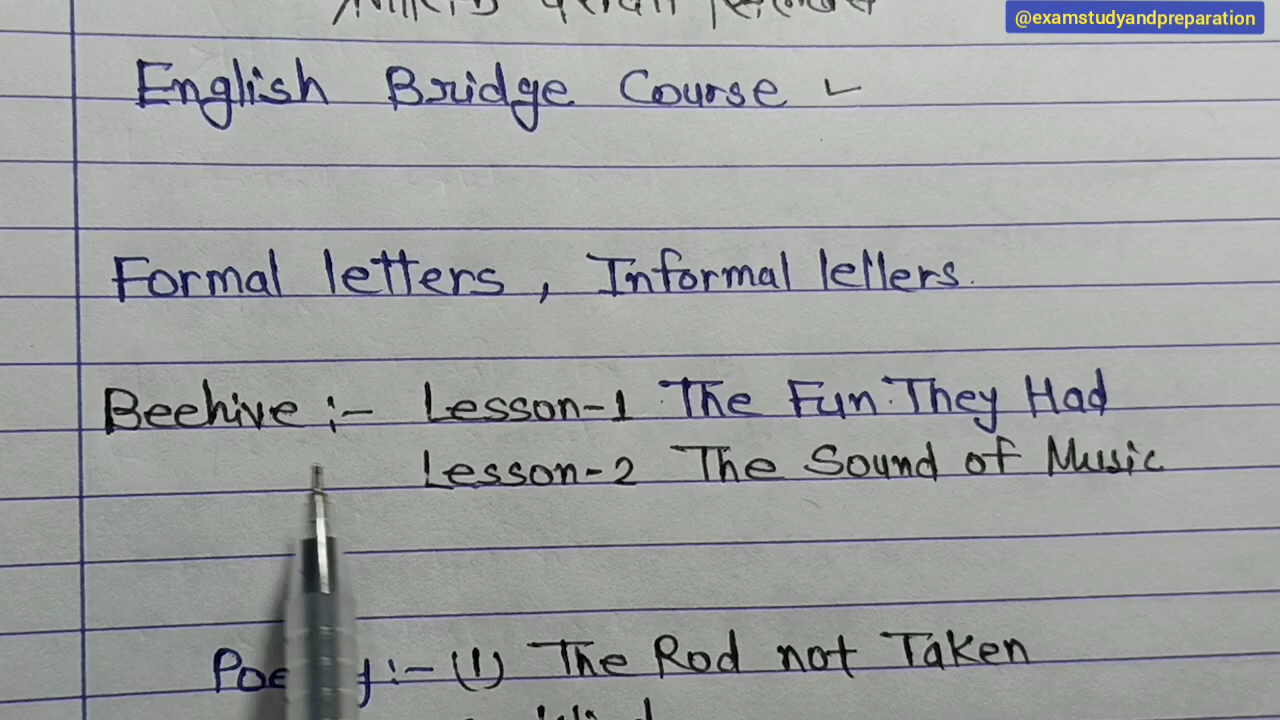 @examstudyandpreparation
English Bridge Course
Formal letters, Informal lellers.
Beehive :- Lesson-1 The Fun They Had
Lesson-2 The Sound of Music
Poetry :- (1) The Rod not Taken